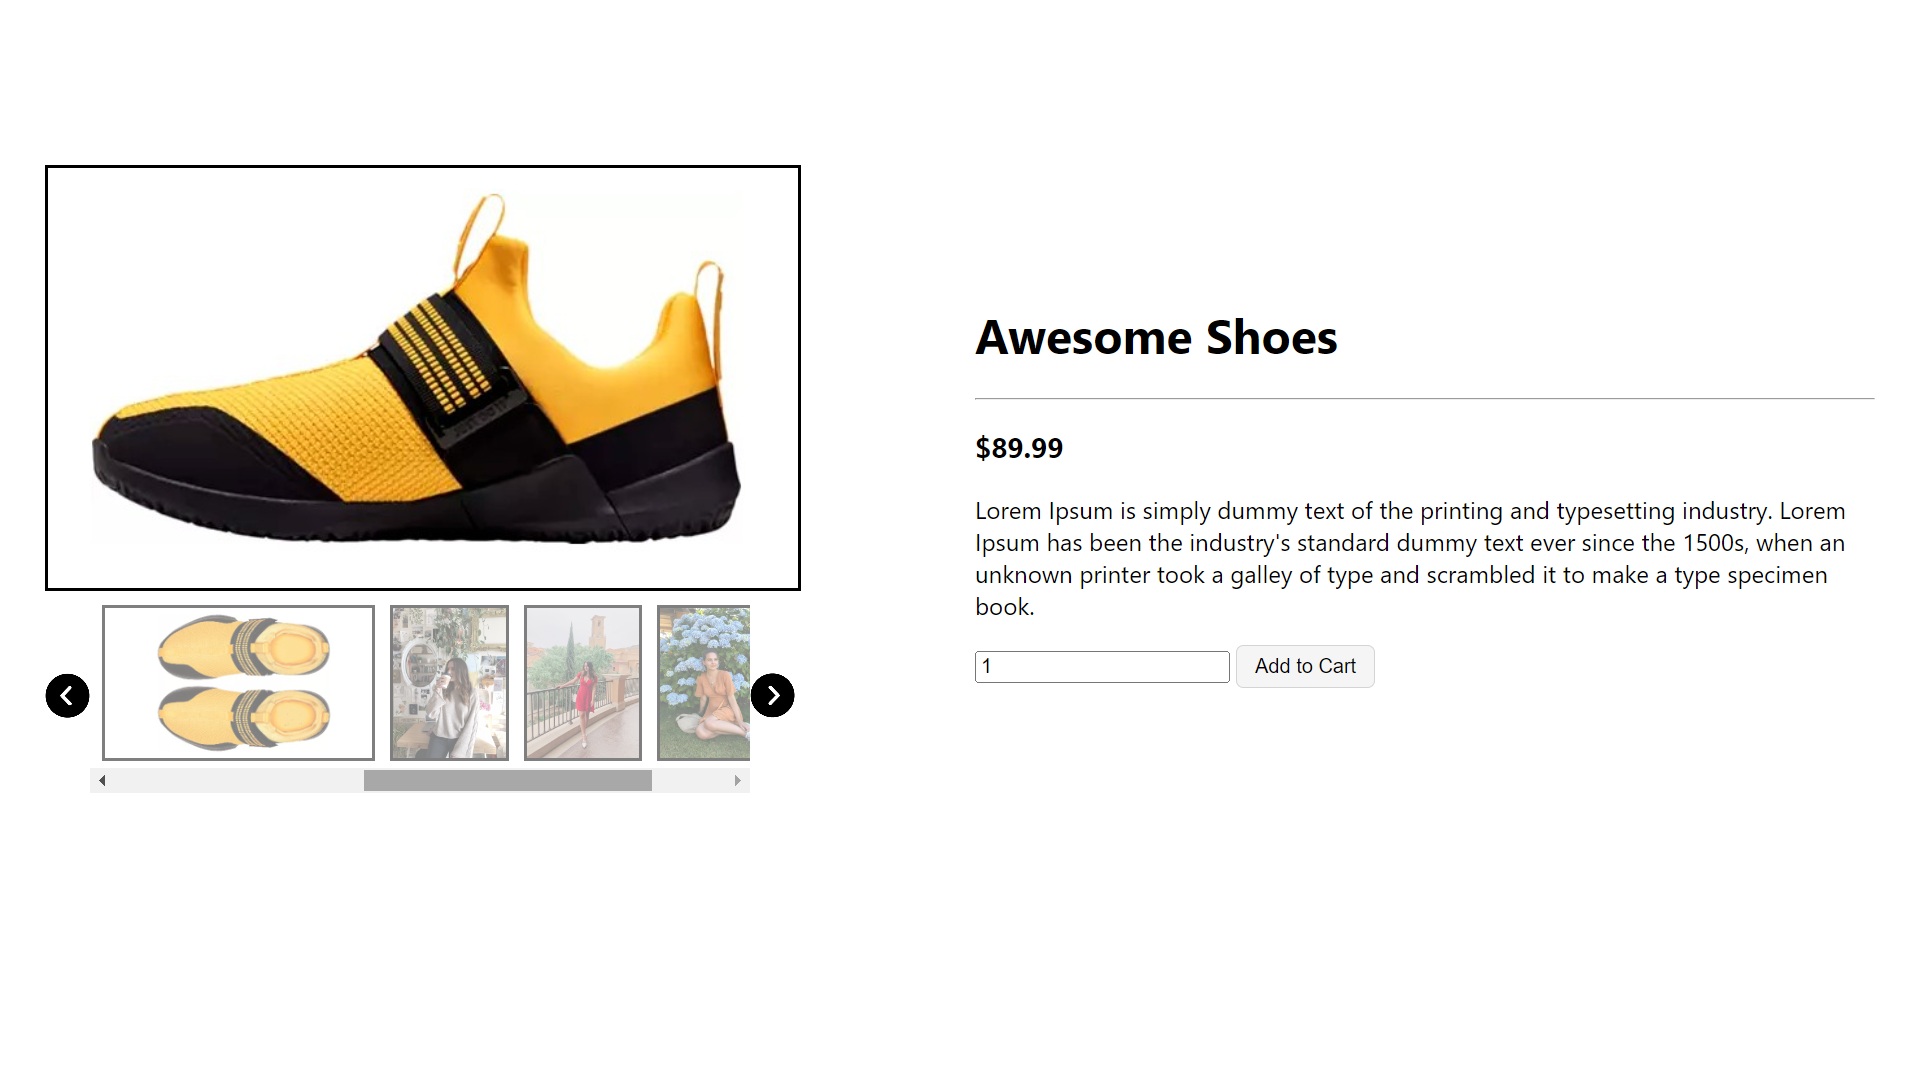 Awesome Shoes
$89.99
Lorem Ipsum is simply dummy text of the printing and typesetting industry. Lorem
Ipsum has been the industry's standard dummy text ever since the 1500s, when an
unknown printer took a galley of type and scrambled it to make a type specimen
book.
1
Add to Cart